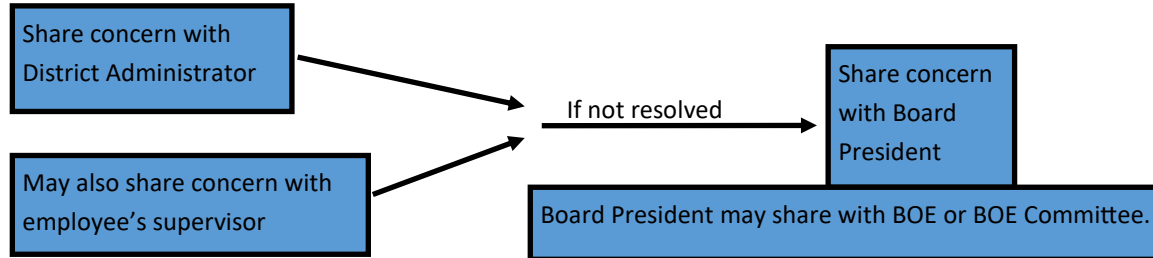 Share concern with
District Administrator
May also share concern with
employee’s supervisor
If not resolved
Share concern
with Board
President
Board President may share with BOE or BOE Committee.